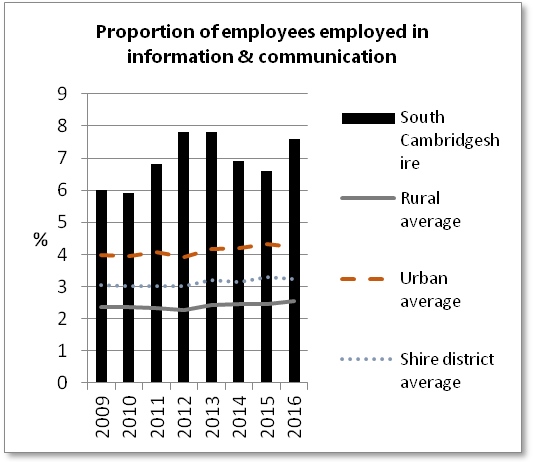 Proportion of employees employed in
information & communication
9
8
7
6
5
4
3
2
1
0
%
2009
2010
2011
2012
2013
2014
2015
2016
South
Cambridgesh
ire
Rural
average
Urban
average
Shire district
average